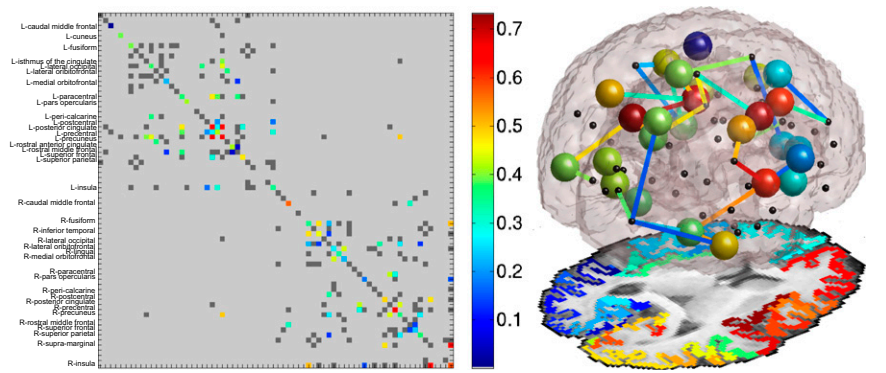 L-caudal middle frontal
L-cuneus
L-fusiform
L-isthmus of the cingulate
L-lateral occipital
L-lateral orbitofrontal
L-medial orbitofrontal
L-paracentral
L-pars opercularis
L-peri-calcarine
L-postcentral
L-posterior cingulate
L-precentral
L-precuneus
L-rostral anterior cingulate
L-rostral middle frontal
L-superior frontal
L-superior parietal
L-insula
R-caudal middle frontal
R-fusiform
R-inferior temporal
R-lateral occipital
R-lateral orbitofrontal
R-lingua
R-medial orbitofrontal
R-paracentral
R-pars opercularis
R-peri-calcarine
R-postcentral
R-posterior cingulate
R-precentral
R-precuneus
R-rostral middle frontal
R-superior frontal
R-superior parietal
R-supra-marginal
R-insula
0.7
0.6
0.5
0.4
0.3
0.2
0.1